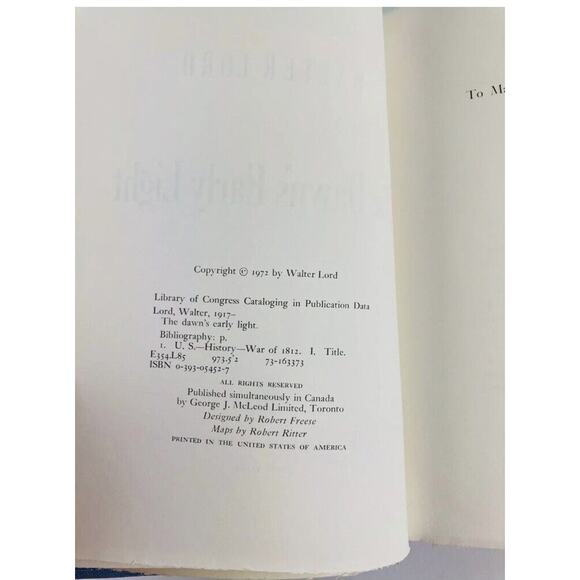 Copyright © 1972 by Walter Lord
Library of Congress Cataloging in Publication Data
Lord, Walter, 1917–
The dawn's early light.
Bibliography: p.
1. U. S.—History—War of 1812. I. Title.
E354.L85 973.5'2 73-163373
ISBN 0-393-05452-7
ALL RIGHTS RESERVED
Published simultaneously in Canada
by George J. McLeod Limited, Toronto
Designed by Robert Freese
Maps by Robert Ritter
PRINTED IN THE UNITED STATES OF AMERICA
To